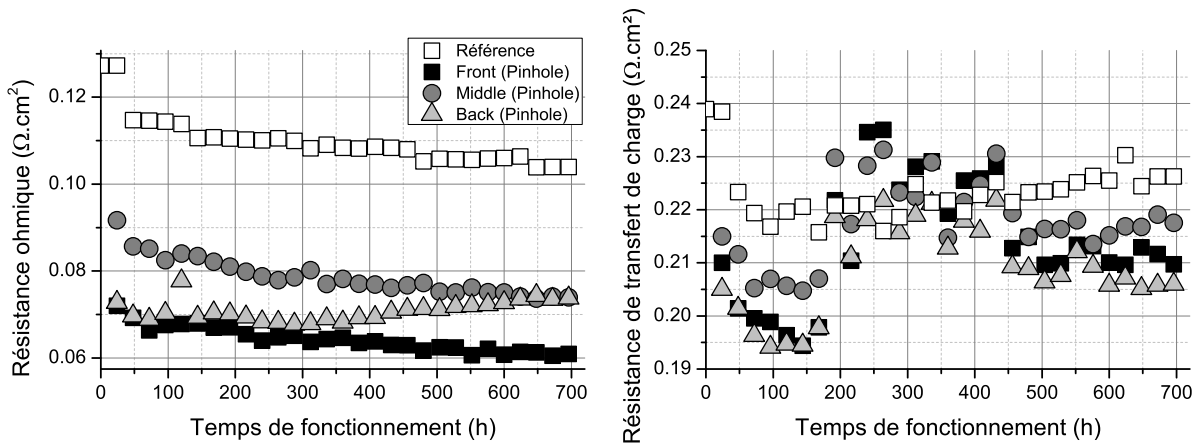 Résistance ohmique (Ω.cm²)
0.12
0.10
0.08
0.06
0 100 200 300 400 500 600 700
Temps de fonctionnement (h)
Référence
Front (Pinhole)
Middle (Pinhole)
Back (Pinhole)
Résistance de transfert de charge (Ω.cm²)
0.25
0.24
0.23
0.22
0.21
0.20
0.19
0 100 200 300 400 500 600 700
Temps de fonctionnement (h)